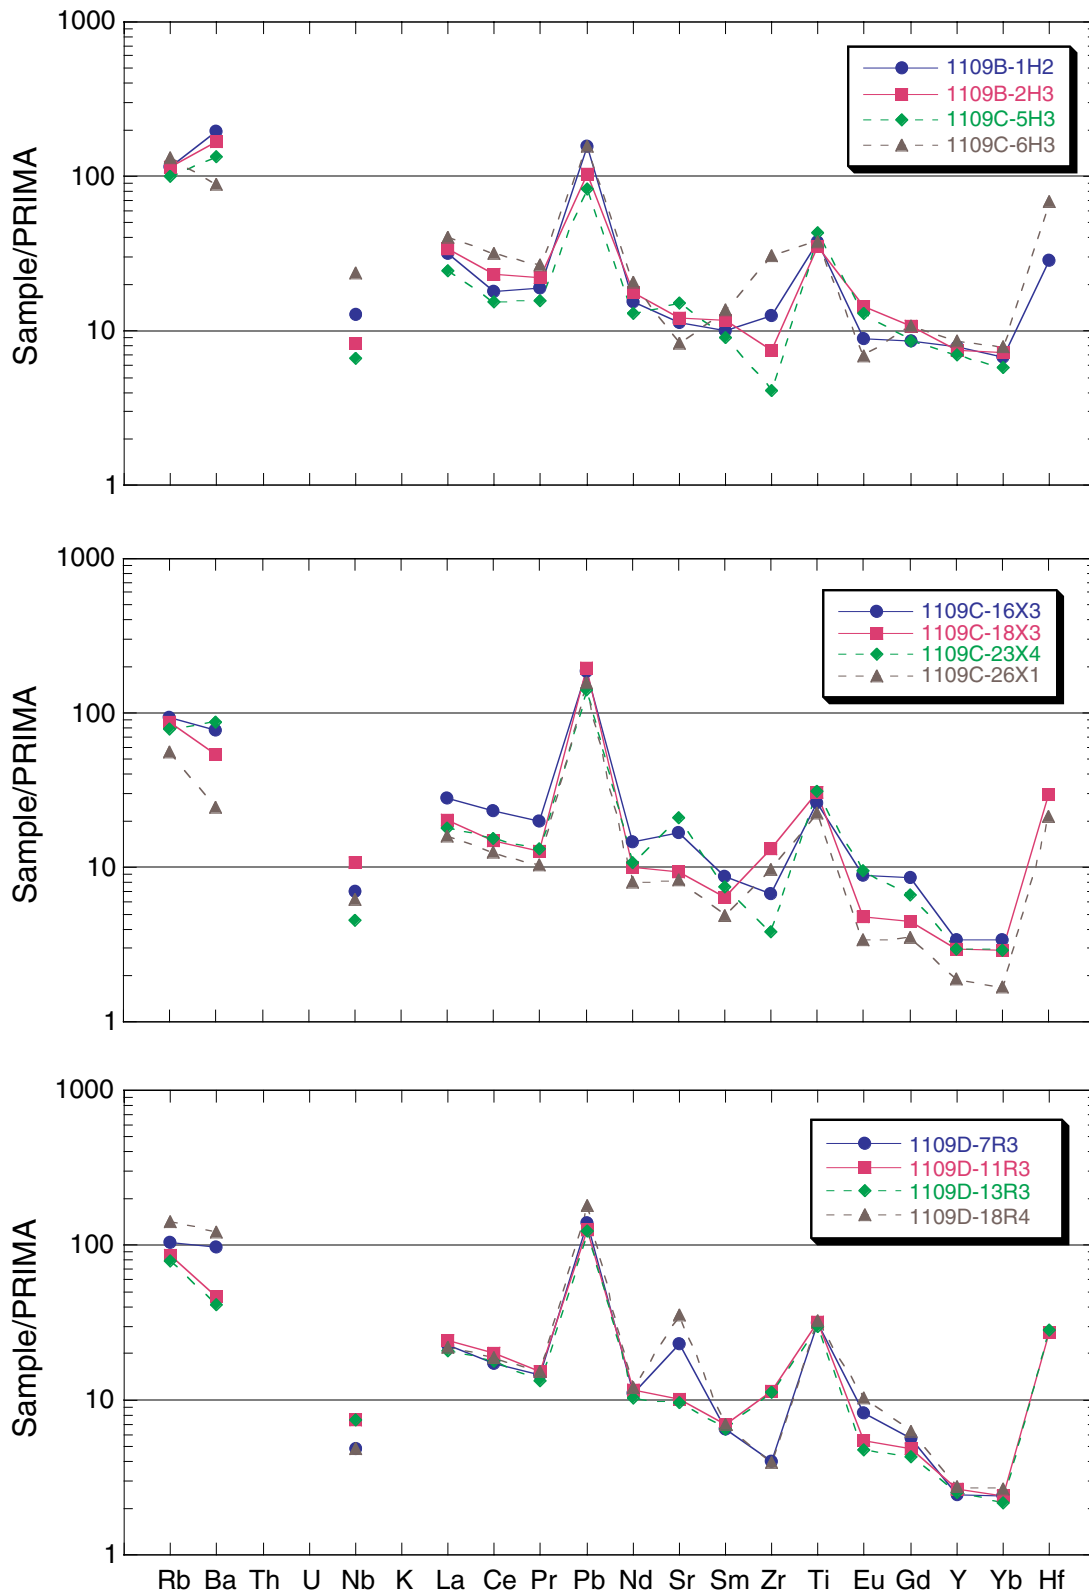 1000
1109B-1H2
1109B-2H3
1109C-5H3
1109C-6H3
100
Sample/PRIMA
10
1
1000
1109C-16X3
1109C-18X3
1109C-23X4
1109C-26X1
100
Sample/PRIMA
10
1
1000
1109D-7R3
1109D-11R3
1109D-13R3
1109D-18R4
100
Sample/PRIMA
10
1
Rb Ba Th U Nb K La Ce Pr Pb Nd Sr Sm Zr Ti Eu Gd Y Yb Hf